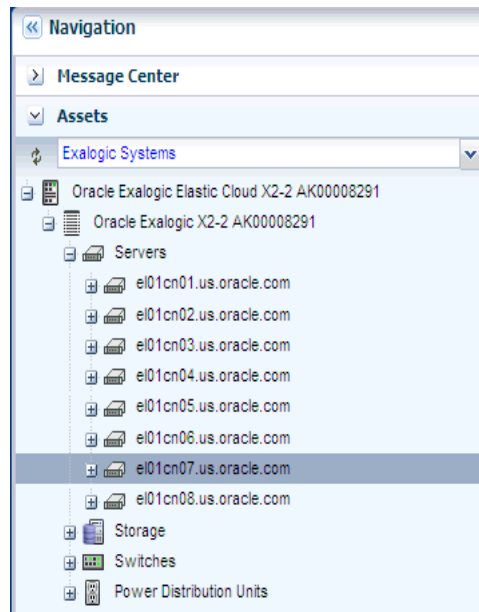 Navigation
Message Center
Assets
Exalogic Systems
Oracle Exalogic Elastic Cloud X2-2 AK00008291
Oracle Exalogic X2-2 AK00008291
Servers
el01cn01.us.oracle.com
el01cn02.us.oracle.com
el01cn03.us.oracle.com
el01cn04.us.oracle.com
el01cn05.us.oracle.com
el01cn06.us.oracle.com
el01cn07.us.oracle.com
el01cn08.us.oracle.com
Storage
Switches
Power Distribution Units